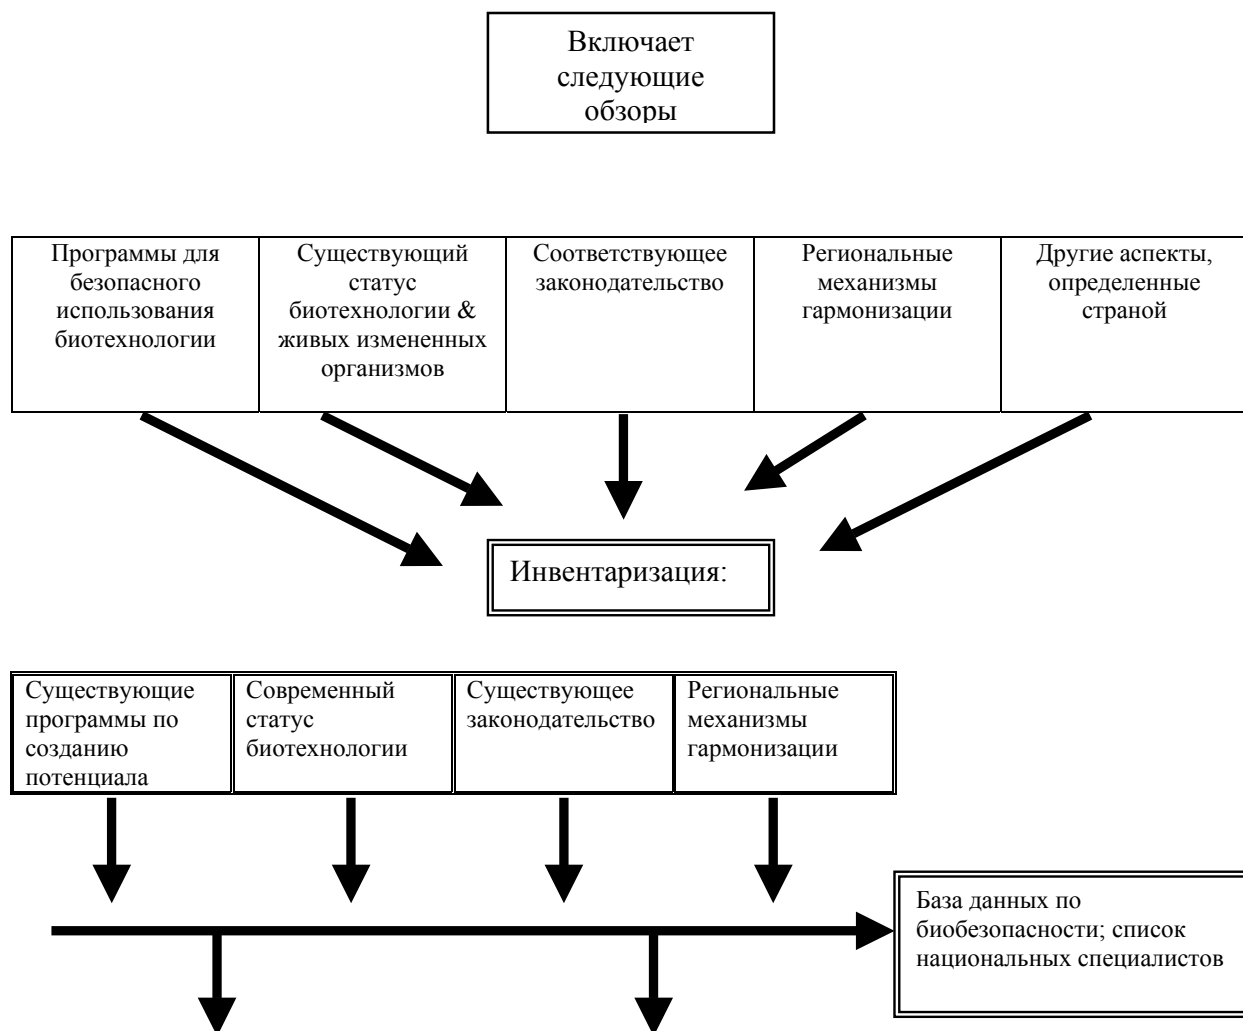 Включает
следующие
обзоры
Программы для
безопасного
использования
биотехнологии
Существующий
статус
биотехнологии &
живых измененных
организмов
Соответствующее
законодательство
Региональные
механизмы
гармонизации
Другие аспекты,
определенные
страной
Инвентаризация:
Существующие
программы по
созданию
потенциала
Современный
статус
биотехнологии
Существующее
законодательство
Региональные
механизмы
гармонизации
База данных по
биобезопасности; список
национальных специалистов